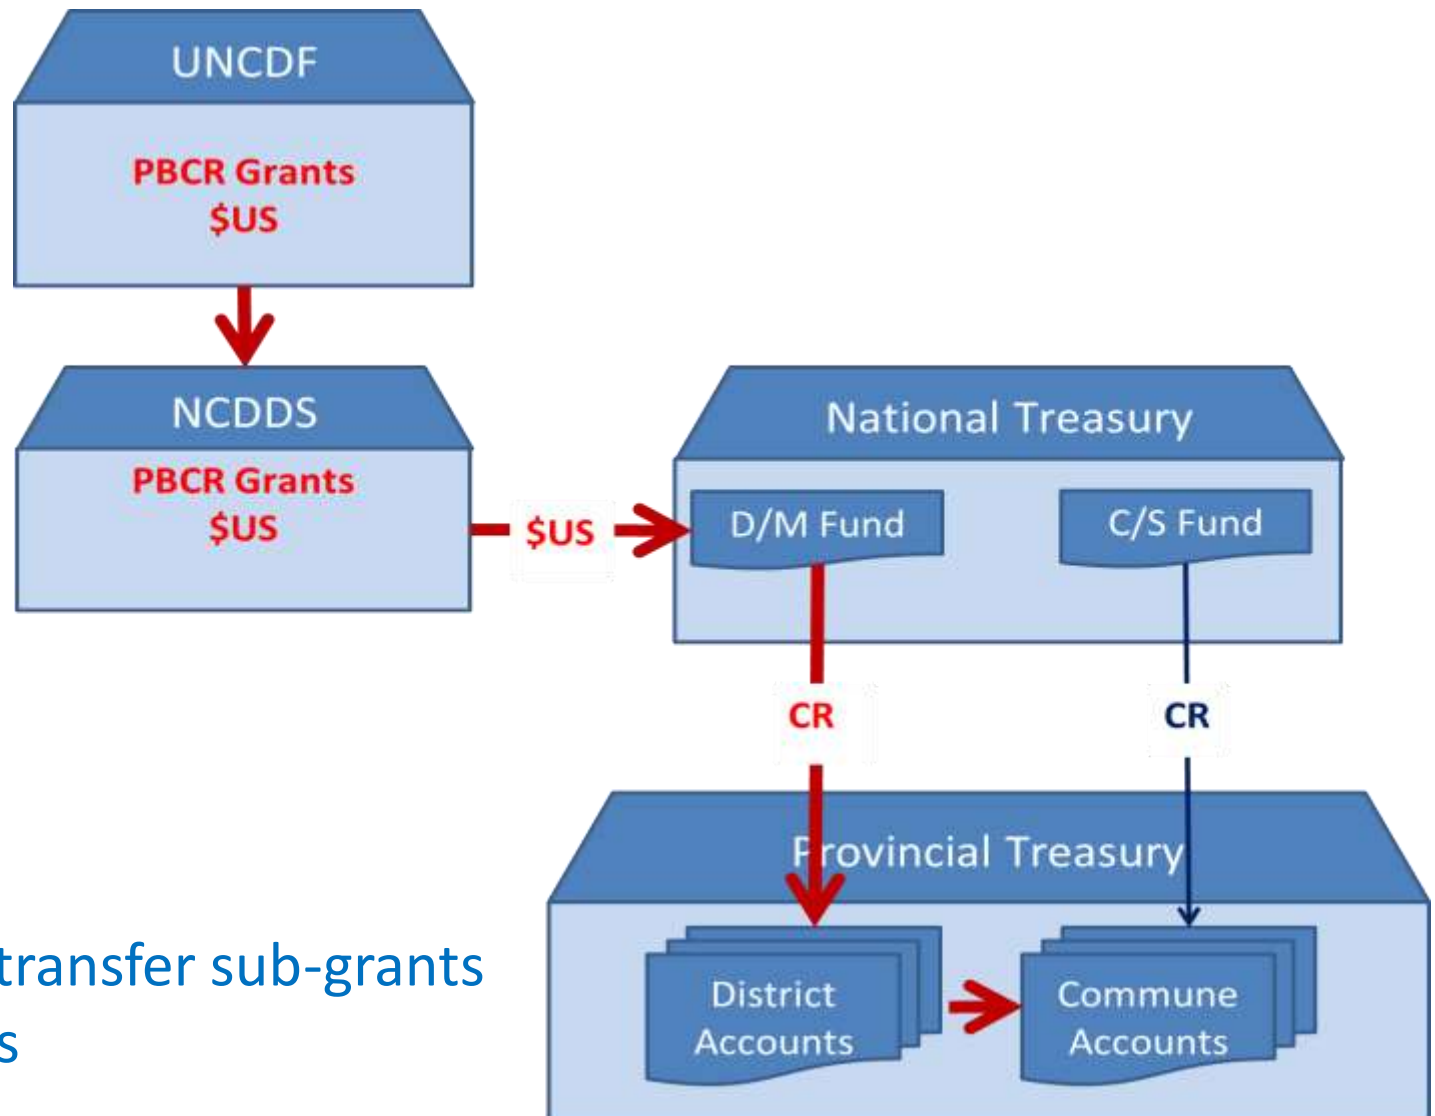 UNCDF
PBCR Grants
$US
NCDDS
PBCR Grants
$US
$US
National Treasury
D/M Fund
C/S Fund
CR
CR
Provincial Treasury
District
Accounts
Commune
Accounts
transfer sub-grants
s